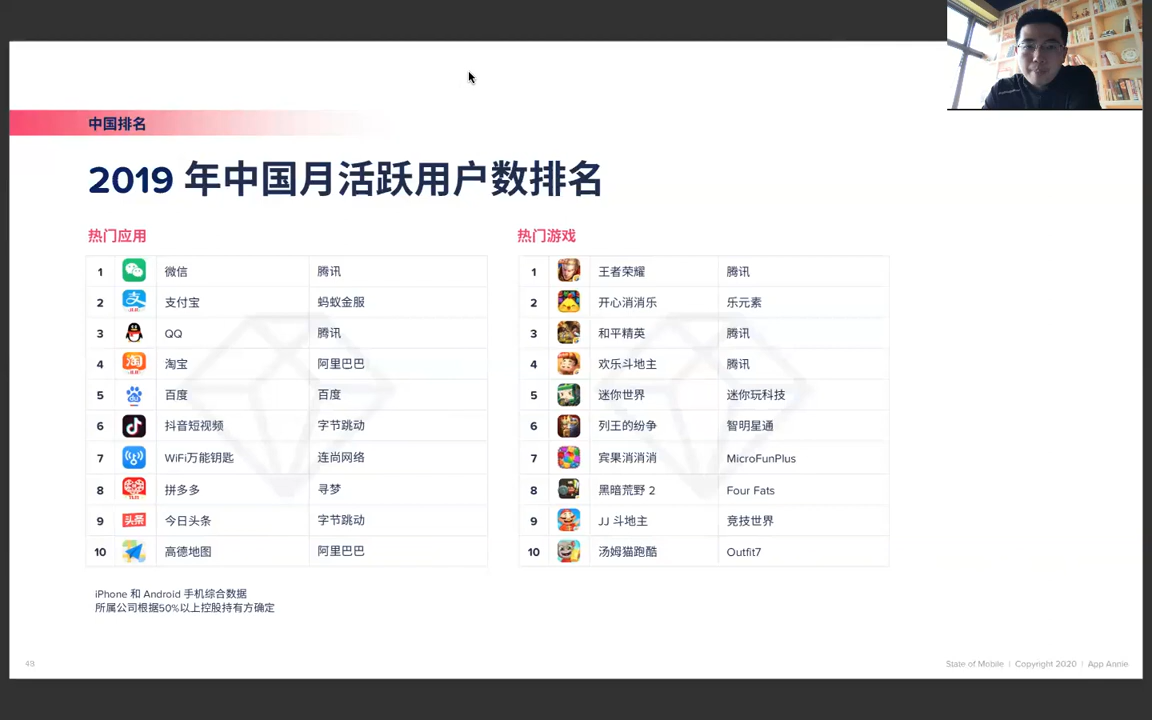 中国排名
2019 年中国月活跃用户数排名
热门应用
1 微信 腾讯
2 支付宝 蚂蚁金服
3 QQ 腾讯
4 淘宝 阿里巴巴
5 百度 百度
6 抖音短视频 字节跳动
7 WiFi万能钥匙 连尚网络
8 拼多多 寻梦
9 今日头条 字节跳动
10 高德地图 阿里巴巴
热门游戏
1 王者荣耀 腾讯
2 开心消消乐 乐元素
3 和平精英 腾讯
4 欢乐斗地主 腾讯
5 迷你世界 迷你玩科技
6 列王的纷争 智明星通
7 宾果消消消 MicroFunPlus
8 黑暗荒野 2 Four Fats
9 JJ 斗地主 竞技世界
10 汤姆猫跑酷 Outfit7
iPhone 和 Android 手机综合数据
所属公司根据50%以上控股持有方确定
48
State of Mobile | Copyright 2020 | App Annie